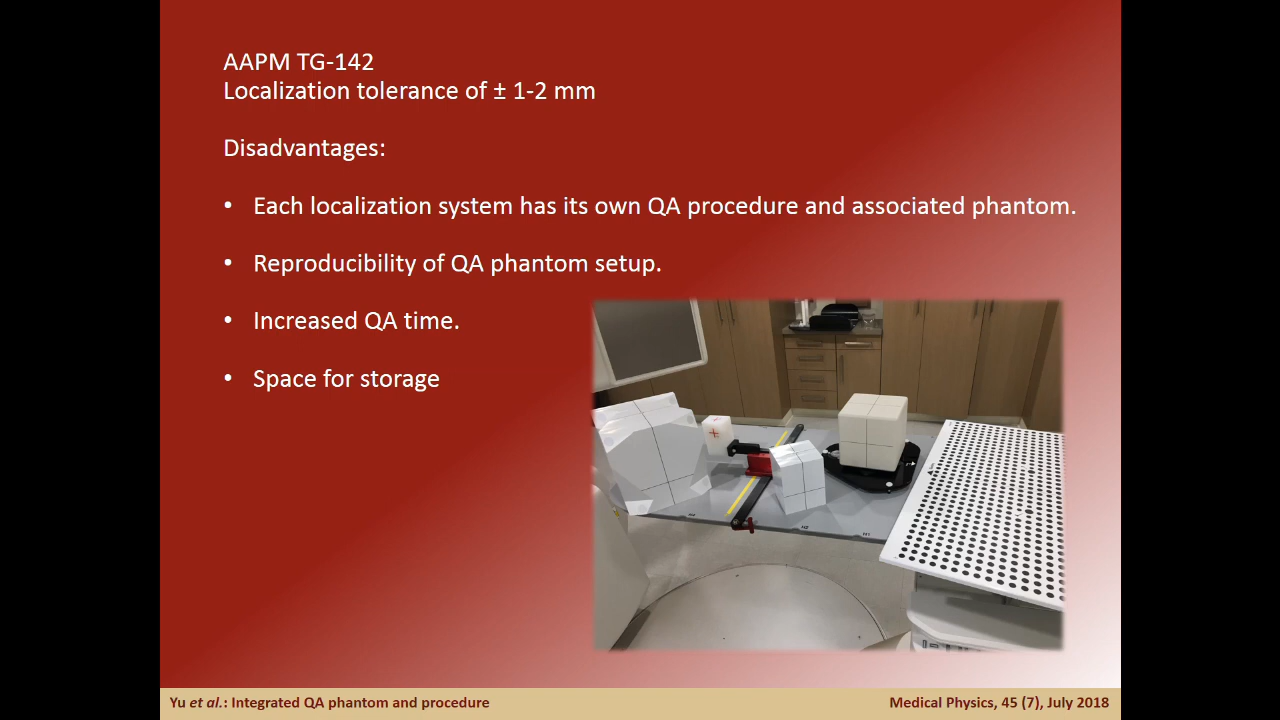 AAPM TG-142
Localization tolerance of ± 1-2 mm
Disadvantages:
• Each localization system has its own QA procedure and associated phantom.
• Reproducibility of QA phantom setup.
• Increased QA time.
• Space for storage
Yu et al.: Integrated QA phantom and procedure
Medical Physics, 45 (7), July 2018